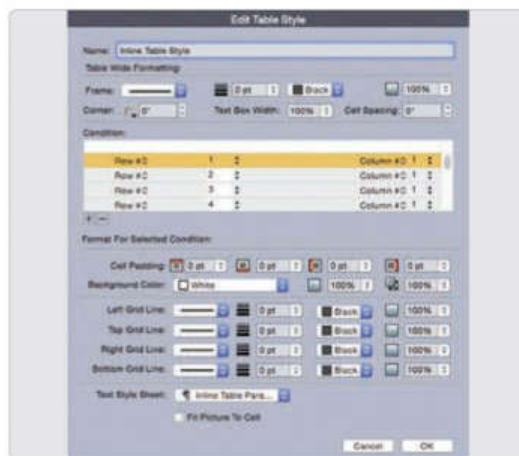 Edit Table Style
Name: Inline Table Style
Table Wide Formatting:
Frame: 0 pt Black 100%
Corner: 0" Text Box Width: 100% Cell Spacing: 0"
Condition:
Row # 1 Column # 1
Row # 2 Column # 1
Row # 3 Column # 1
Row # 4 Column # 1
+ −
Format For Selected Condition:
Cell Padding: 0 pt 0 pt 0 pt 0 pt
Background Color: White 100% 100%
Left Grid Line: 0 pt Black 100%
Top Grid Line: 0 pt Black 100%
Right Grid Line: 0 pt Black 100%
Bottom Grid Line: 0 pt Black 100%
Text Style Sheet: ¶ Inline Table Para...
Fit Picture To Cell
Cancel OK